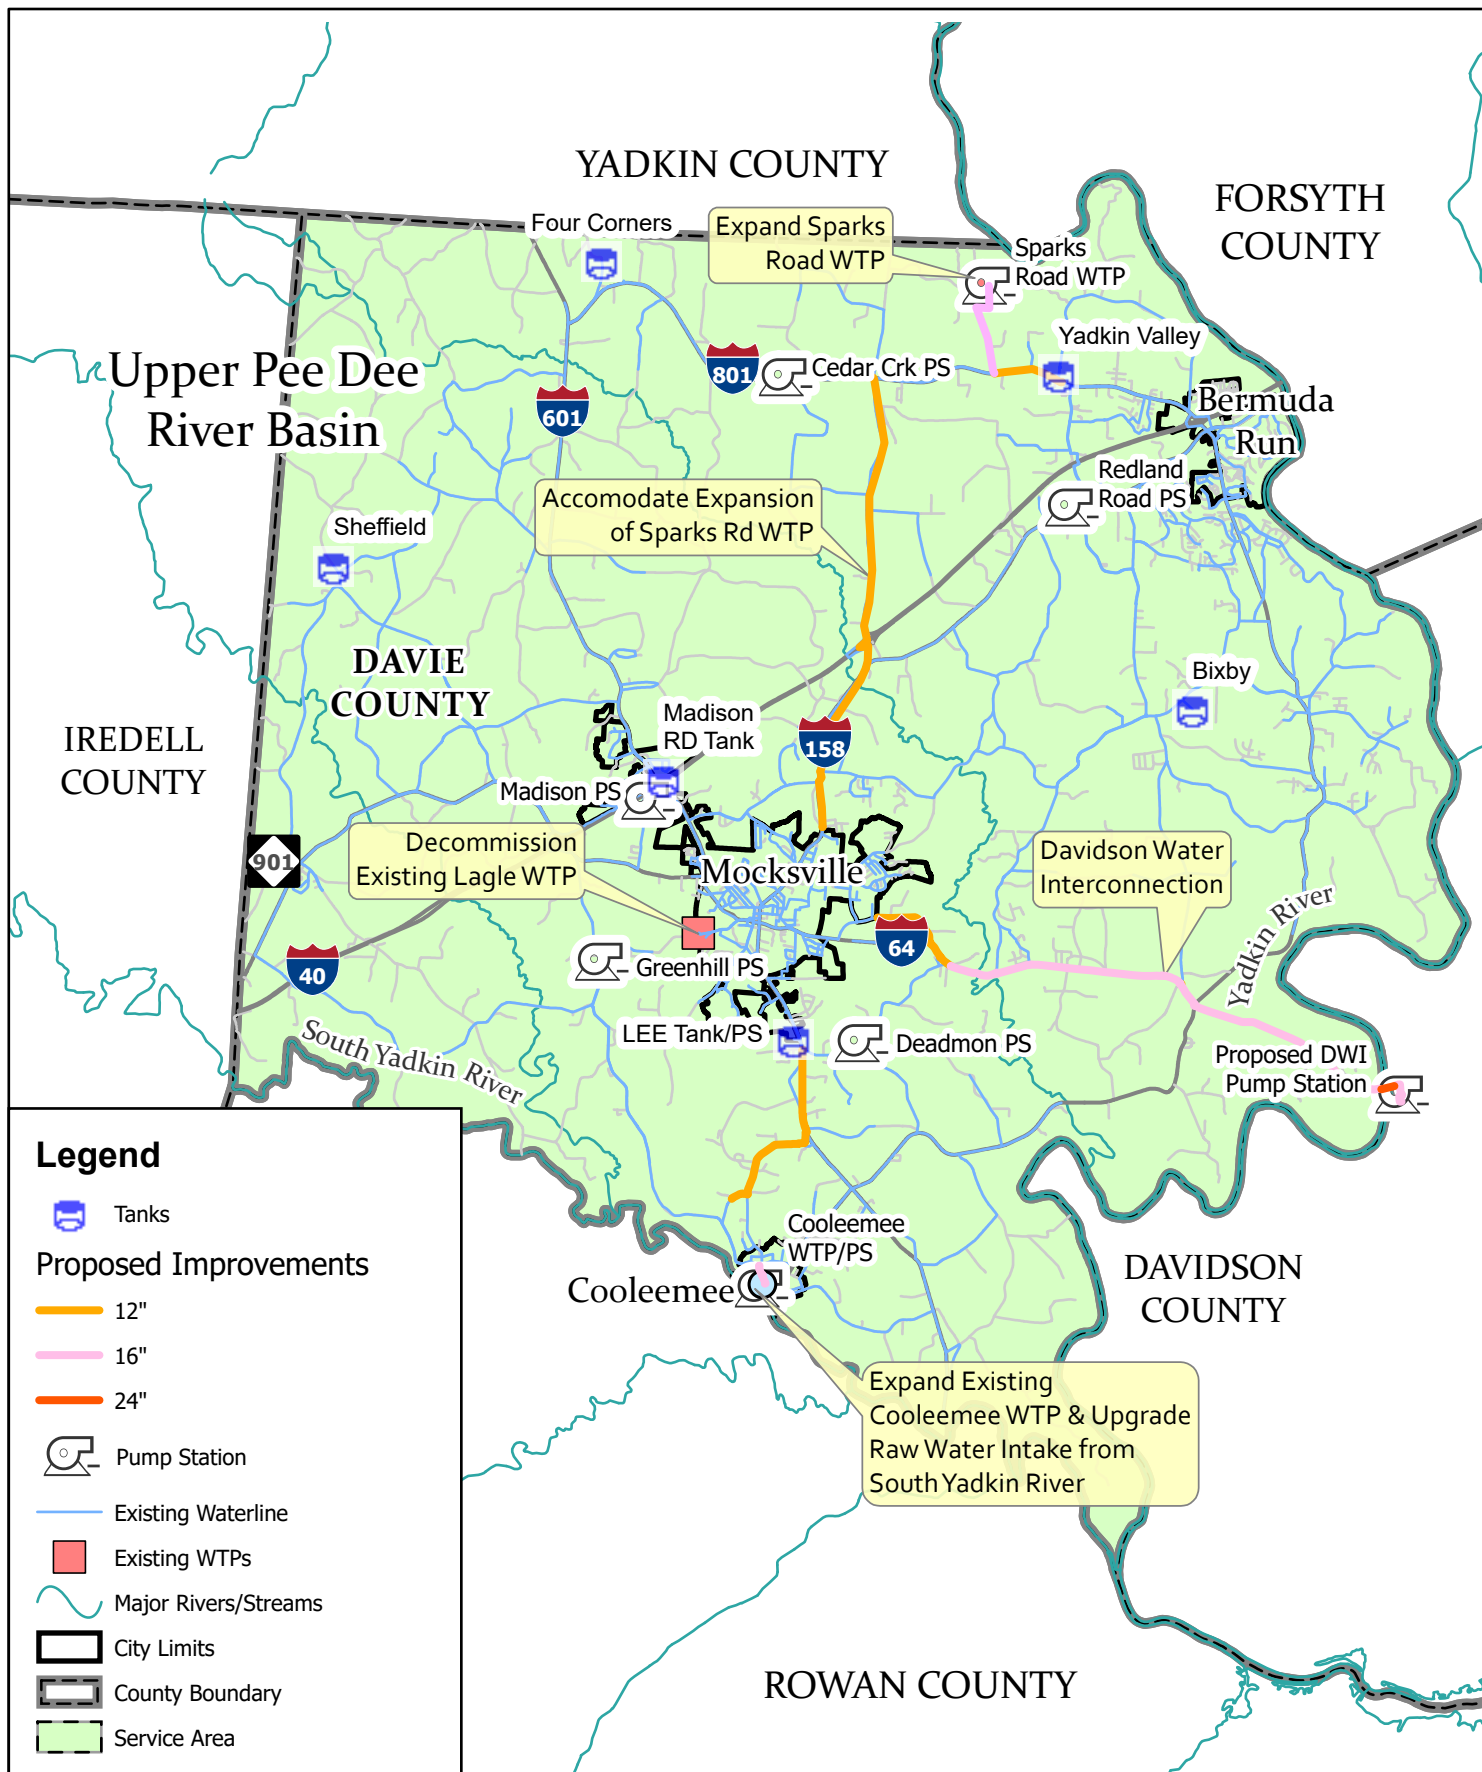 YADKIN COUNTY
FORSYTH
COUNTY
Four Corners
Expand Sparks
Road WTP
Sparks
Road WTP
Upper Pee Dee
River Basin
Yadkin Valley
801
Cedar Crk PS
601
Bermuda
Run
Redland
Road PS
Accomodate Expansion
of Sparks Rd WTP
Sheffield
DAVIE
COUNTY
Bixby
IREDELL
COUNTY
Madison
RD Tank
158
Madison PS
Decommission
Existing Lagle WTP
901
Mocksville
Davidson Water
Interconnection
Yadkin River
64
40
Greenhill PS
South Yadkin River
LEE Tank/PS
Deadmon PS
Proposed DWI
Pump Station
Cooleemee
WTP/PS
Cooleemee
DAVIDSON
COUNTY
Expand Existing
Cooleemee WTP & Upgrade
Raw Water Intake from
South Yadkin River
ROWAN COUNTY
Legend
Tanks
Proposed Improvements
12"
16"
24"
Pump Station
Existing Waterline
Existing WTPs
Major Rivers/Streams
City Limits
County Boundary
Service Area